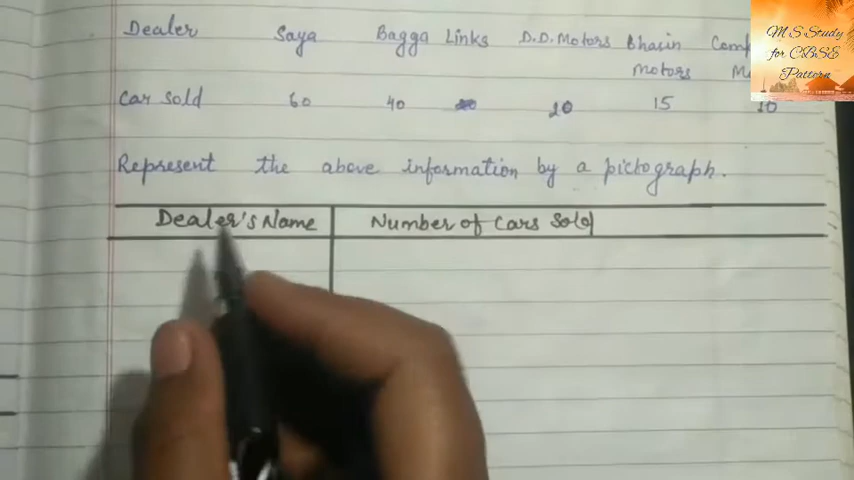 Dealer Saya Bagga Links D.D. Motors Bhasin
Motors
Car sold 60 40 20 15 10
Represent the above information by a pictograph.
Dealer's Name Number of Cars Sold
M S Study
for CBSE
Pattern